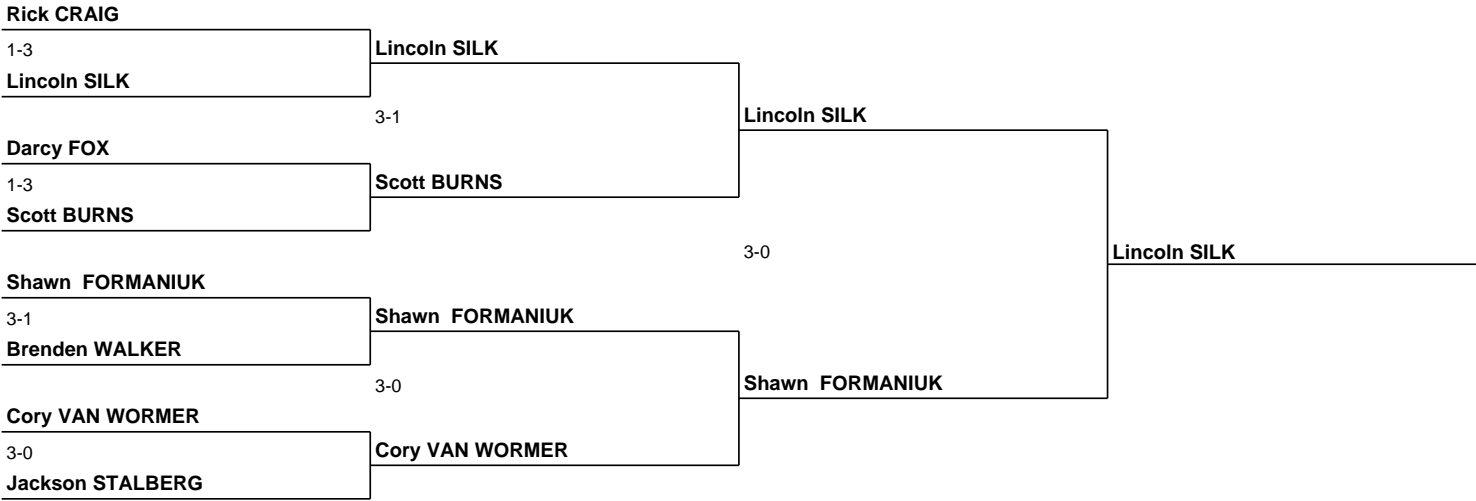 Rick CRAIG
1-3
Lincoln SILK
Lincoln SILK
3-1
Lincoln SILK
Darcy FOX
1-3
Scott BURNS
Scott BURNS
3-0
Lincoln SILK
Shawn  FORMANIUK
3-1
Shawn  FORMANIUK
Brenden WALKER
3-0
Shawn  FORMANIUK
Cory VAN WORMER
3-0
Cory VAN WORMER
Jackson STALBERG